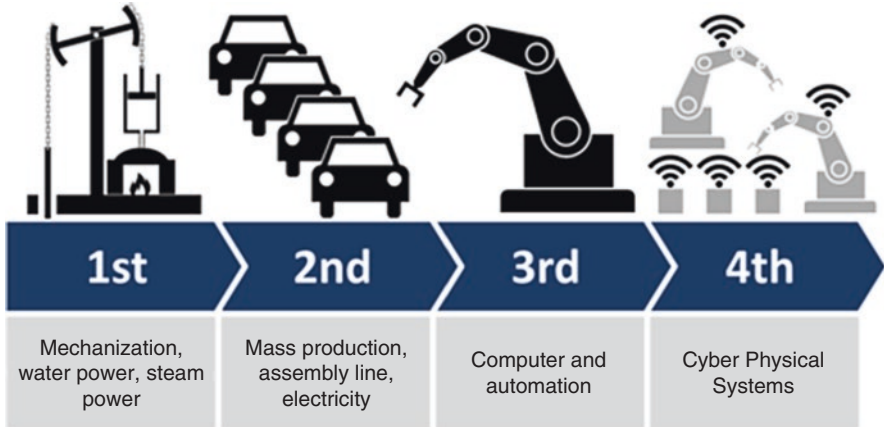 1st
2nd
3rd
4th
Mechanization,
water power, steam
power
Mass production,
assembly line,
electricity
Computer and
automation
Cyber Physical
Systems